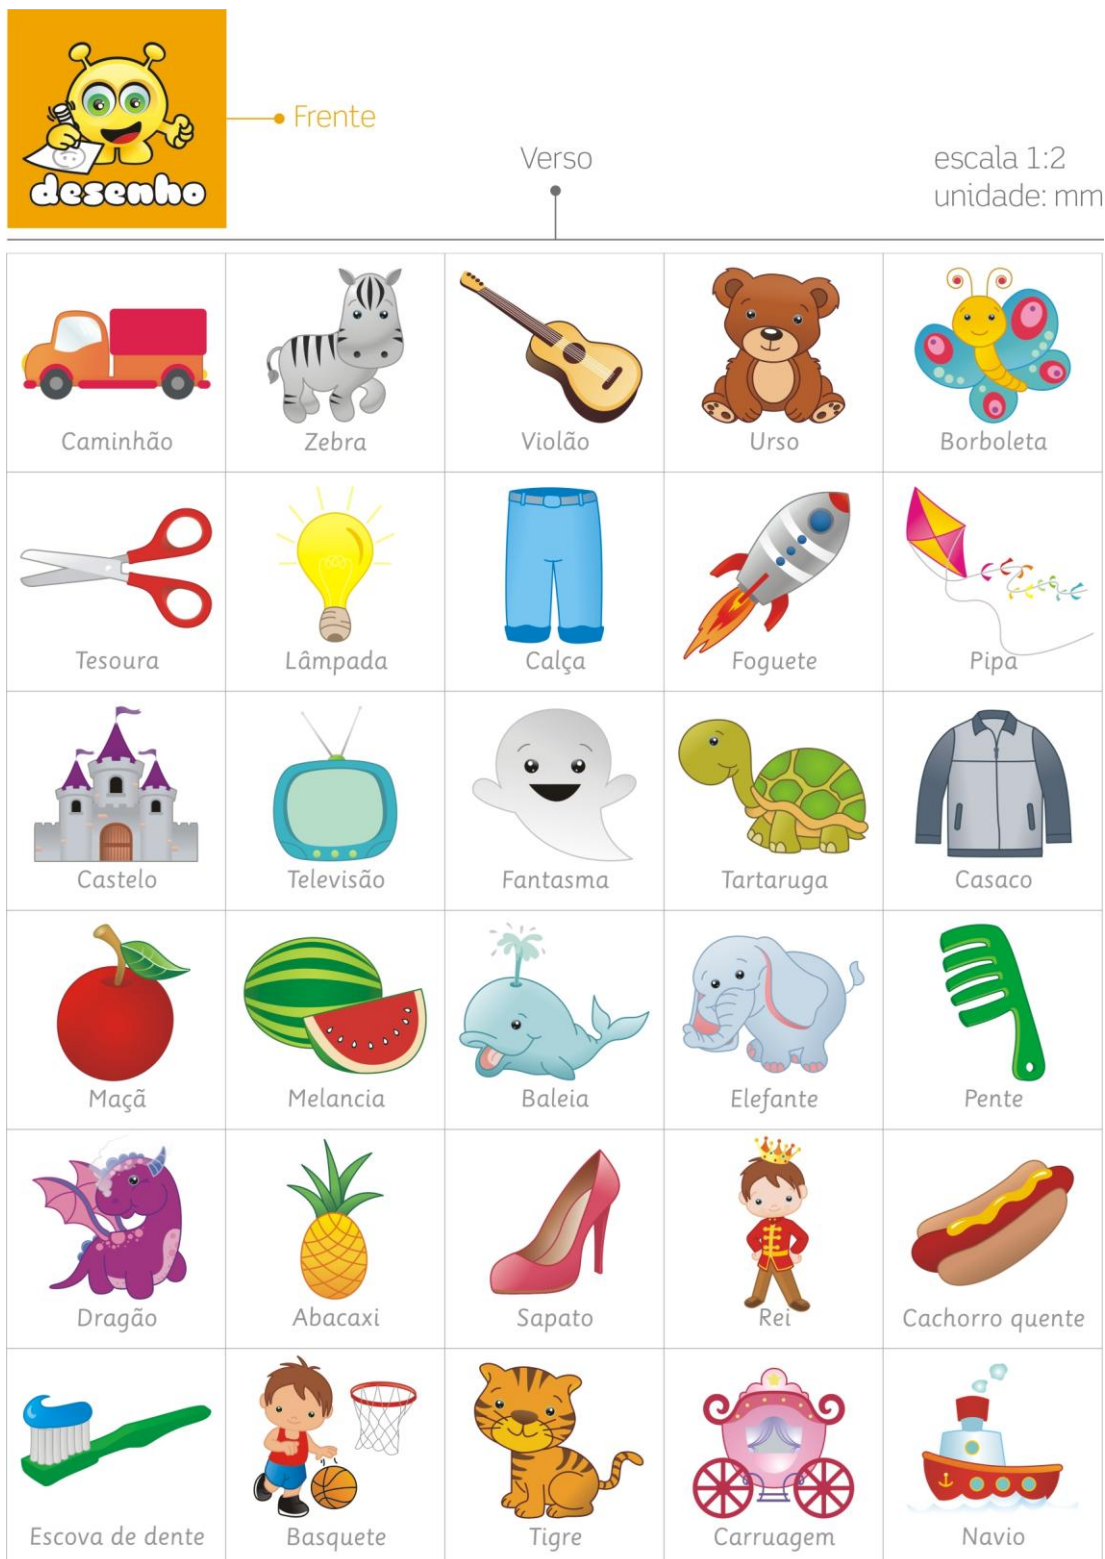 desenho
Frente
Verso
escala 1:2
unidade: mm
Caminhão
Zebra
Violão
Urso
Borboleta
Tesoura
Lâmpada
Calça
Foguete
Pipa
Castelo
Televisão
Fantasma
Tartaruga
Casaco
Maçã
Melancia
Baleia
Elefante
Pente
Dragão
Abacaxi
Sapato
Rei
Cachorro quente
Escova de dente
Basquete
Tigre
Carruagem
Navio